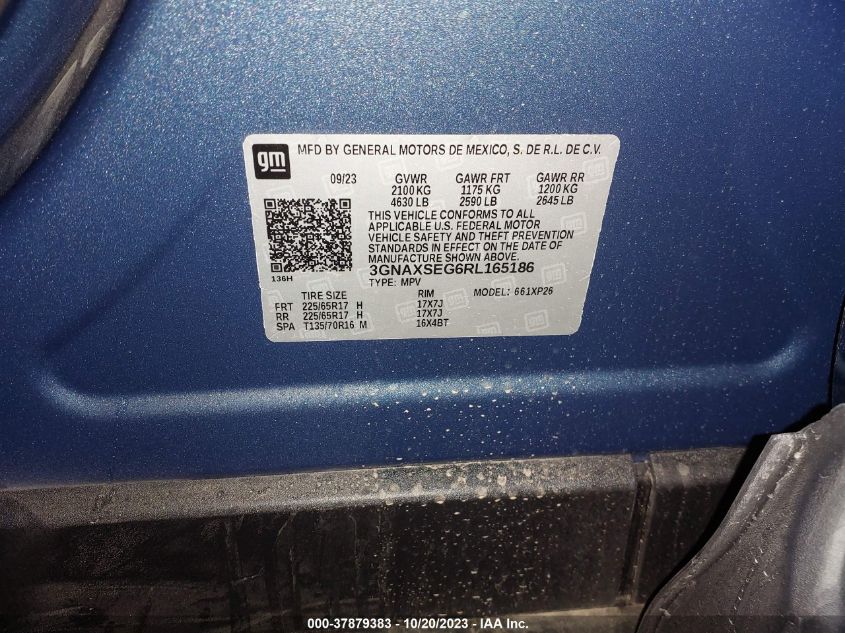 gm MFD BY GENERAL MOTORS DE MEXICO, S. DE R.L. DE C.V.
09/23 GVWR GAWR FRT GAWR RR
2100 KG 1175 KG 1200 KG
4630 LB 2590 LB 2645 LB
THIS VEHICLE CONFORMS TO ALL
APPLICABLE U.S. FEDERAL MOTOR
VEHICLE SAFETY AND THEFT PREVENTION
STANDARDS IN EFFECT ON THE DATE OF
MANUFACTURE SHOWN ABOVE.
3GNAXSEG6RL165186
136H
TYPE: MPV
TIRE SIZE RIM MODEL: 661XP26
FRT 225/65R17 H 17X7J
RR 225/65R17 H 17X7J
SPA T135/70R16 M 16X4BT
000-37879383 - 10/20/2023 - IAA Inc.